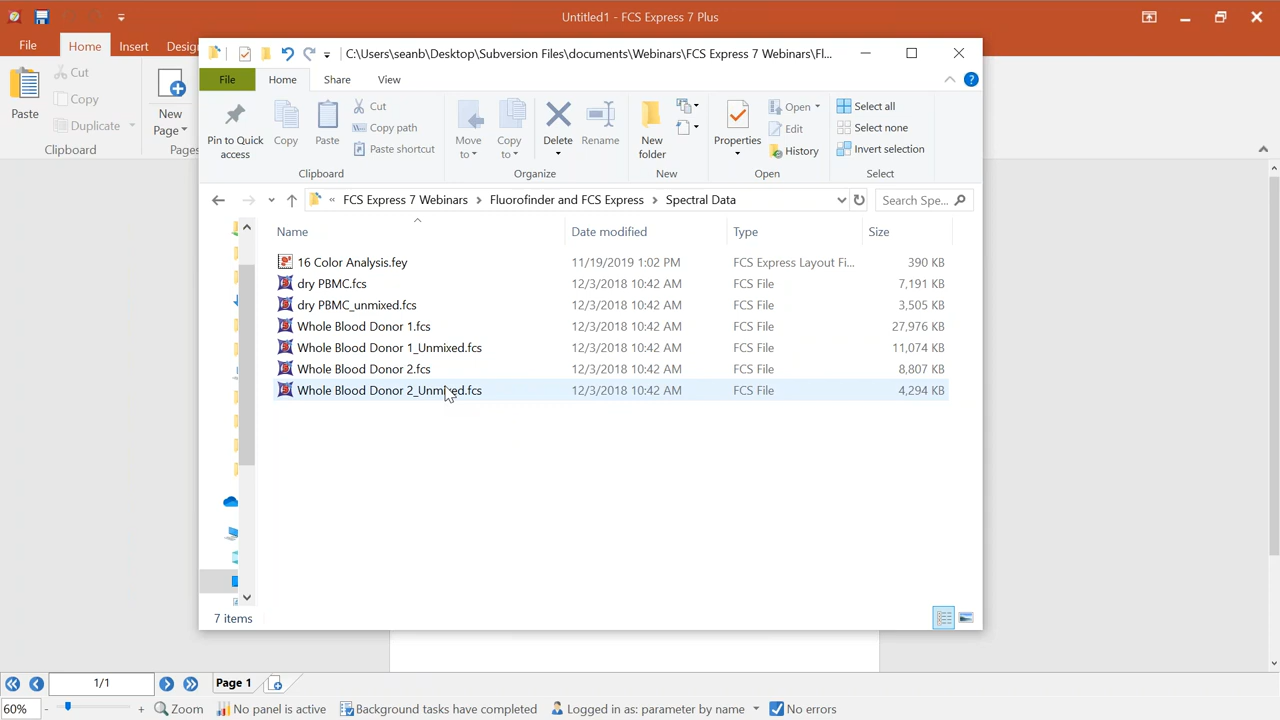 Untitled1 - FCS Express 7 Plus
File Home Insert Desig
Cut
Copy
Duplicate
Paste
Clipboard
New
Page
Pages
C:\Users\seanb\Desktop\Subversion Files\documents\Webinars\FCS Express 7 Webinars\Fl...
File Home Share View
Pin to Quick access
Copy
Paste
Cut
Copy path
Paste shortcut
Clipboard
Move to
Copy to
Delete
Rename
Organize
New folder
New
Properties
Open
Edit
History
Open
Select all
Select none
Invert selection
Select
« FCS Express 7 Webinars > Fluorofinder and FCS Express > Spectral Data
Search Spe...
Name Date modified Type Size
16 Color Analysis.fey 11/19/2019 1:02 PM FCS Express Layout Fi... 390 KB
dry PBMC.fcs 12/3/2018 10:42 AM FCS File 7,191 KB
dry PBMC_unmixed.fcs 12/3/2018 10:42 AM FCS File 3,505 KB
Whole Blood Donor 1.fcs 12/3/2018 10:42 AM FCS File 27,976 KB
Whole Blood Donor 1_Unmixed.fcs 12/3/2018 10:42 AM FCS File 11,074 KB
Whole Blood Donor 2.fcs 12/3/2018 10:42 AM FCS File 8,807 KB
Whole Blood Donor 2_Unmixed.fcs 12/3/2018 10:42 AM FCS File 4,294 KB
7 items
1/1
Page 1
60% - + Zoom No panel is active Background tasks have completed Logged in as: parameter by name No errors